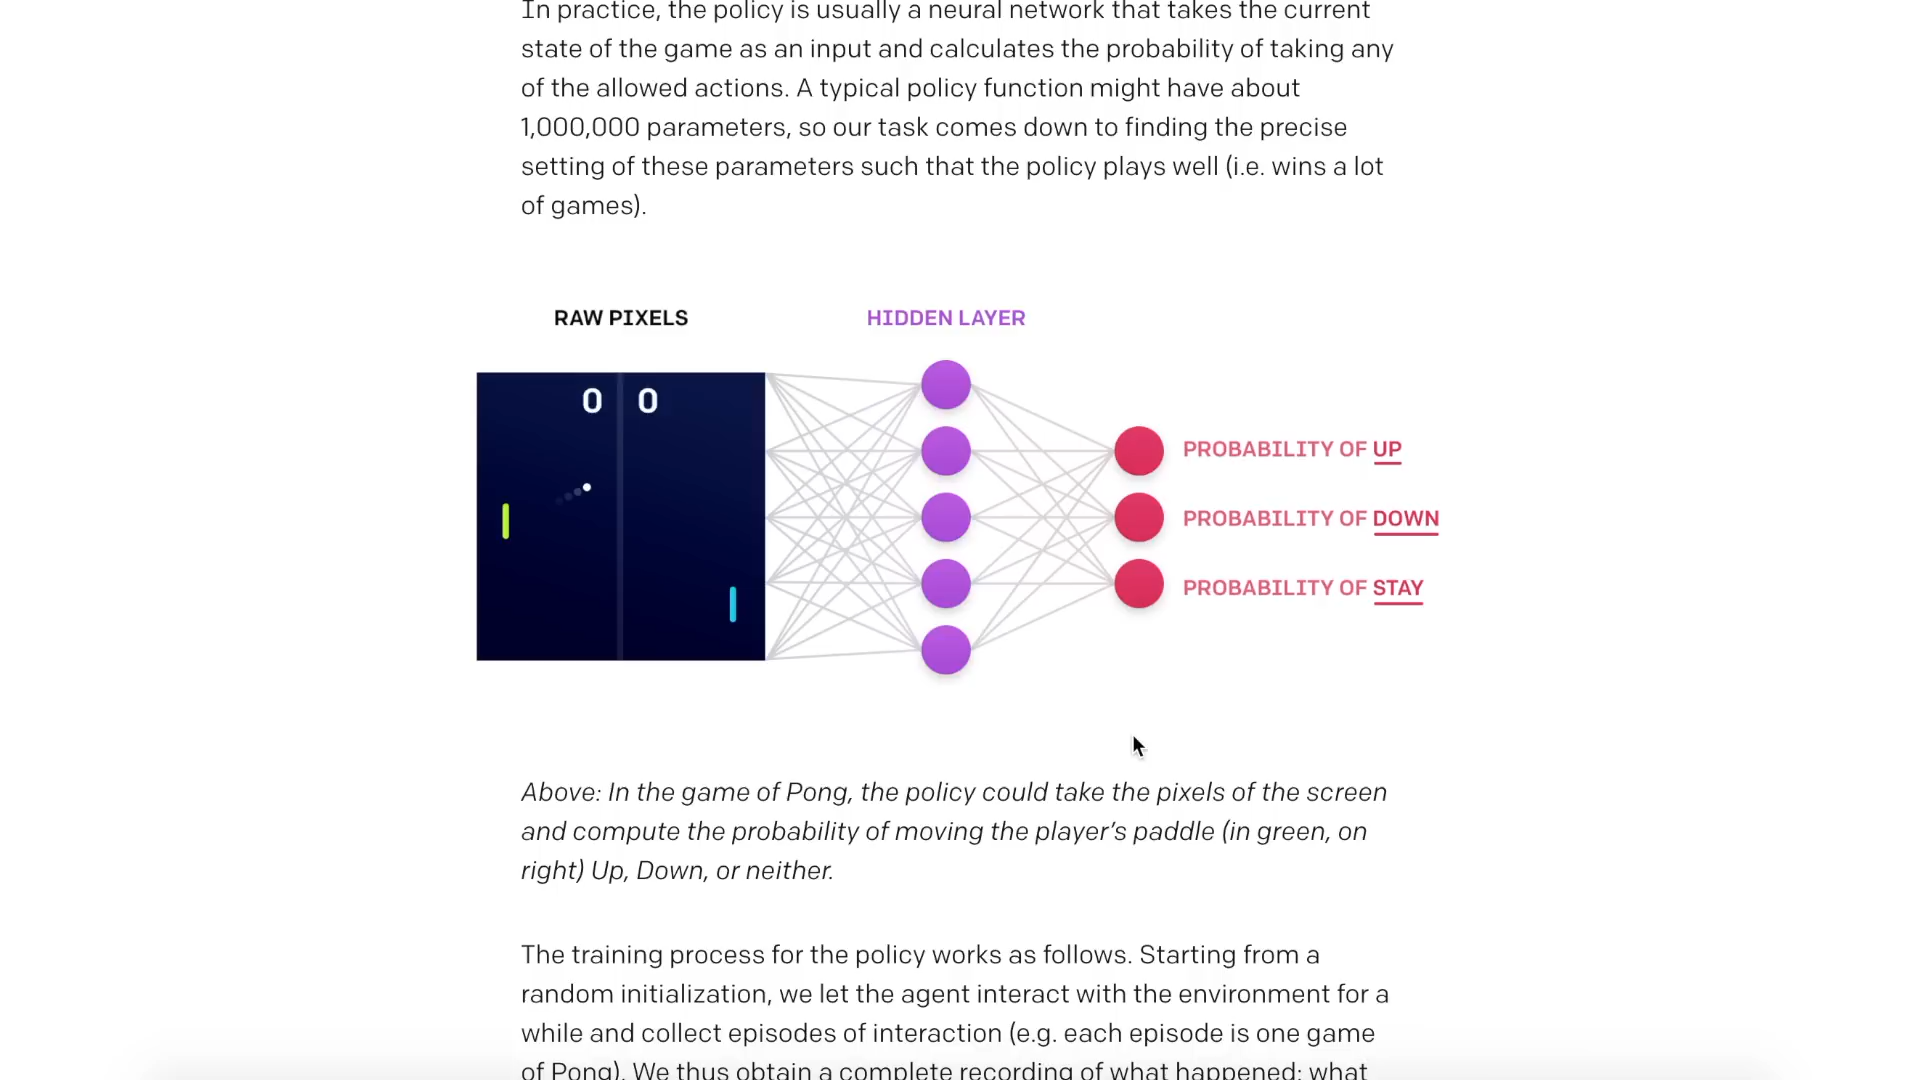 In practice, the policy is usually a neural network that takes the current
state of the game as an input and calculates the probability of taking any
of the allowed actions. A typical policy function might have about
1,000,000 parameters, so our task comes down to finding the precise
setting of these parameters such that the policy plays well (i.e. wins a lot
of games).
RAW PIXELS
HIDDEN LAYER
0 0
PROBABILITY OF UP
PROBABILITY OF DOWN
PROBABILITY OF STAY
Above: In the game of Pong, the policy could take the pixels of the screen
and compute the probability of moving the player’s paddle (in green, on
right) Up, Down, or neither.
The training process for the policy works as follows. Starting from a
random initialization, we let the agent interact with the environment for a
while and collect episodes of interaction (e.g. each episode is one game
of Pong). We thus obtain a complete recording of what happened: what